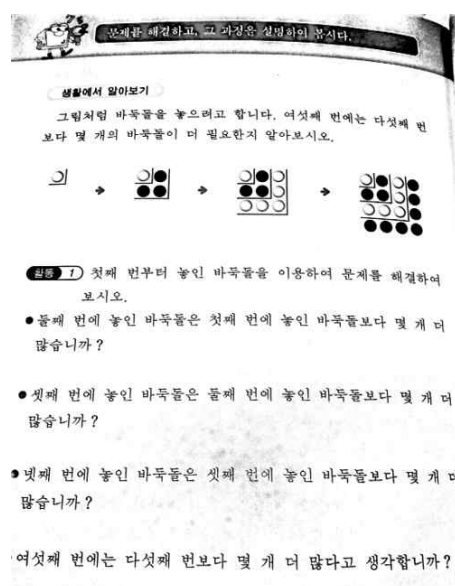 문제를 해결하고, 그 과정을 설명하여 봅시다.
생활에서 알아보기
그림처럼 바둑돌을 놓으려고 합니다. 여섯째 번에는 다섯째 번
보다 몇 개의 바둑돌이 더 필요한지 알아보시오.
활동 1 첫째 번부터 놓인 바둑돌을 이용하여 문제를 해결하여
보시오.
● 둘째 번에 놓인 바둑돌은 첫째 번에 놓인 바둑돌보다 몇 개 더
많습니까?
● 셋째 번에 놓인 바둑돌은 둘째 번에 놓인 바둑돌보다 몇 개 더
많습니까?
● 넷째 번에 놓인 바둑돌은 셋째 번에 놓인 바둑돌보다 몇 개 더
많습니까?
여섯째 번에는 다섯째 번보다 몇 개 더 많다고 생각합니까?